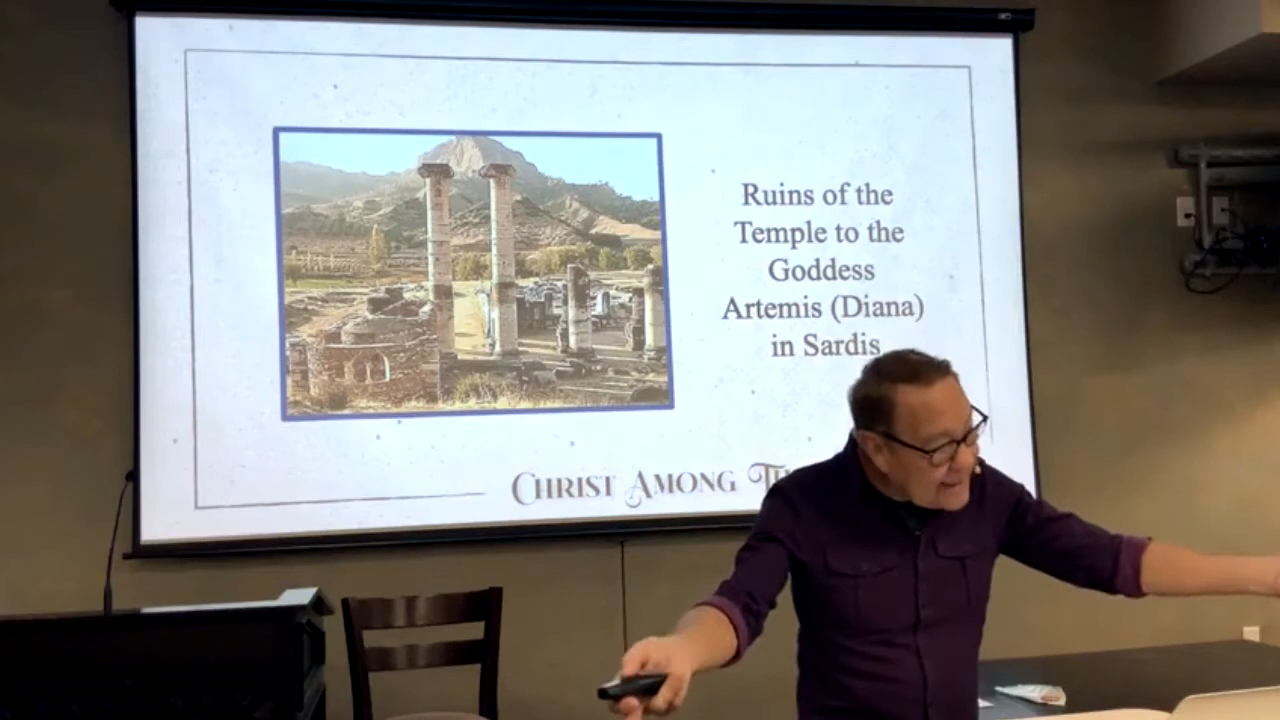 Ruins of the
Temple to the
Goddess
Artemis (Diana)
in Sardis
CHRIST AMONG